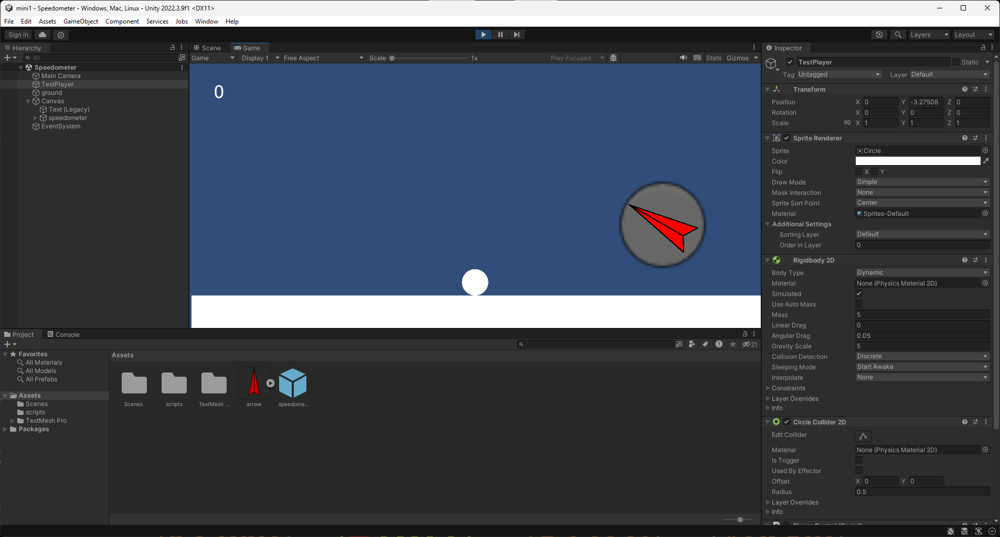 mini1 - Speedometer - Windows, Mac, Linux - Unity 2022.3.9f1 <DX11>
File Edit Assets GameObject Component Services Jobs Window Help
Sign in
Layers
Layout
Hierarchy
All
Speedometer
Main Camera
TestPlayer
ground
Canvas
Text (Legacy)
speedometer
EventSystem
Scene Game
Game Display 1 Free Aspect Scale 1x Play Focused Stats Gizmos
0
Project Console
21
Favorites
All Materials
All Models
All Prefabs
Assets
Scenes
scripts
TextMesh Pro
Packages
Assets
Scenes scripts TextMesh ... arrow speedome...
Inspector
TestPlayer Static
Tag Untagged Layer Default
Transform
Position X 0 Y -3.27508 Z 0
Rotation X 0 Y 0 Z 0
Scale X 1 Y 1 Z 1
Sprite Renderer
Sprite Circle
Color
Flip X Y
Draw Mode Simple
Mask Interaction None
Sprite Sort Point Center
Material Sprites-Default
Additional Settings
Sorting Layer Default
Order in Layer 0
Rigidbody 2D
Body Type Dynamic
Material None (Physics Material 2D)
Simulated
Use Auto Mass
Mass 5
Linear Drag 0
Angular Drag 0.05
Gravity Scale 5
Collision Detection Discrete
Sleeping Mode Start Awake
Interpolate None
Constraints
Layer Overrides
Info
Circle Collider 2D
Edit Collider
Material None (Physics Material 2D)
Is Trigger
Used By Effector
Offset X 0 Y 0
Radius 0.5
Layer Overrides
Info
Player Control (Script)